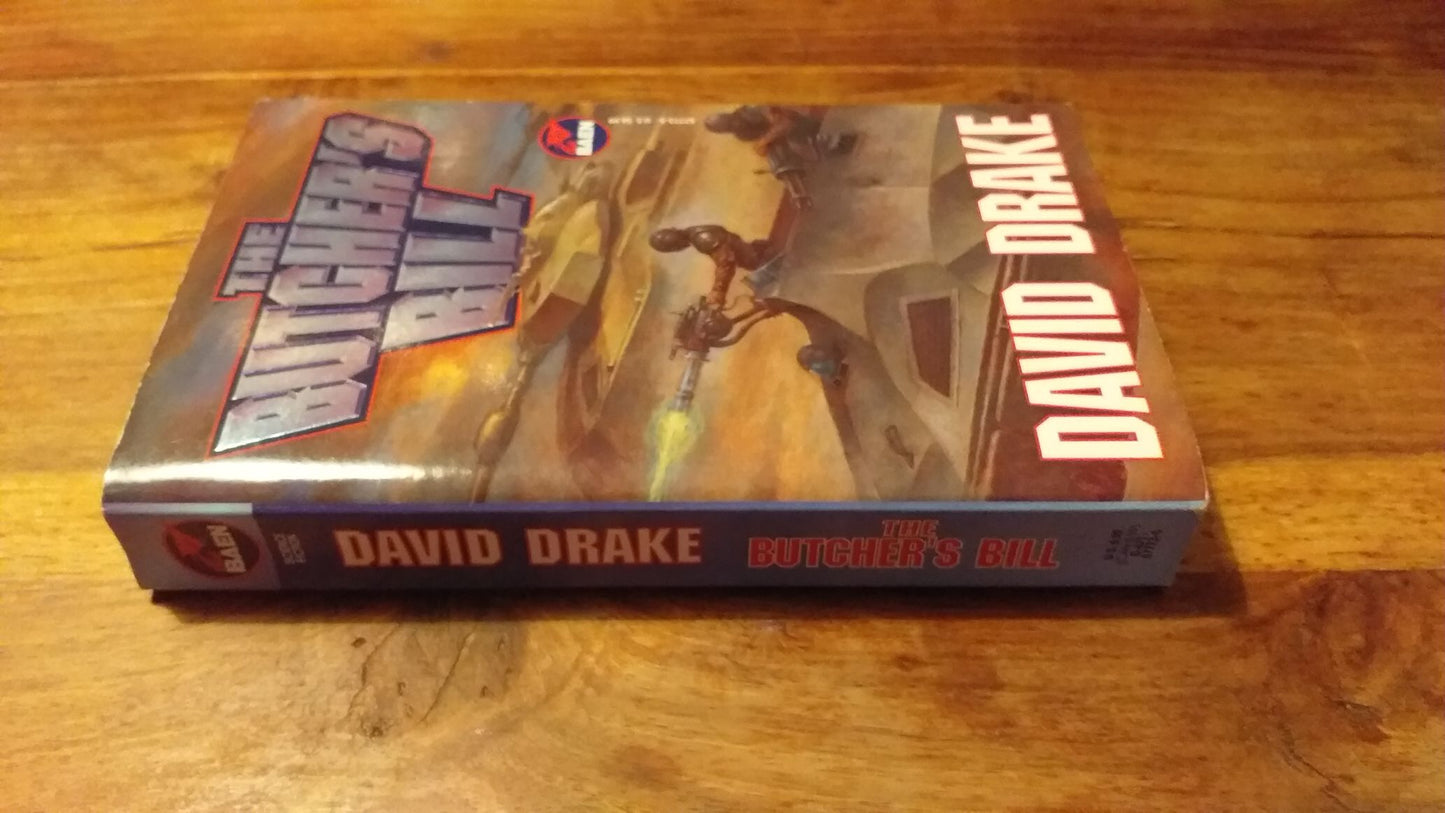 THE
BUTCHER'S
BILL
BAEN
DAVID DRAKE
BAEN
DAVID DRAKE
THE
BUTCHER'S BILL